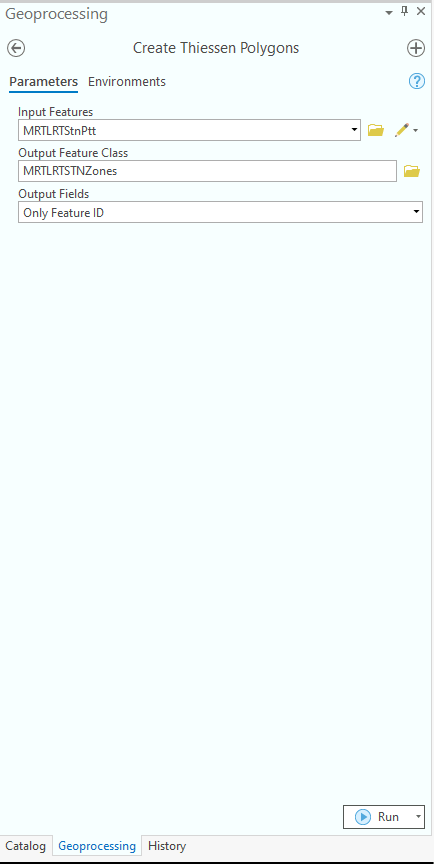 Geoprocessing
Create Thiessen Polygons
Parameters Environments
Input Features
MRTLRTStnPtt
Output Feature Class
MRTLRTSTNZones
Output Fields
Only Feature ID
Run
Catalog Geoprocessing History